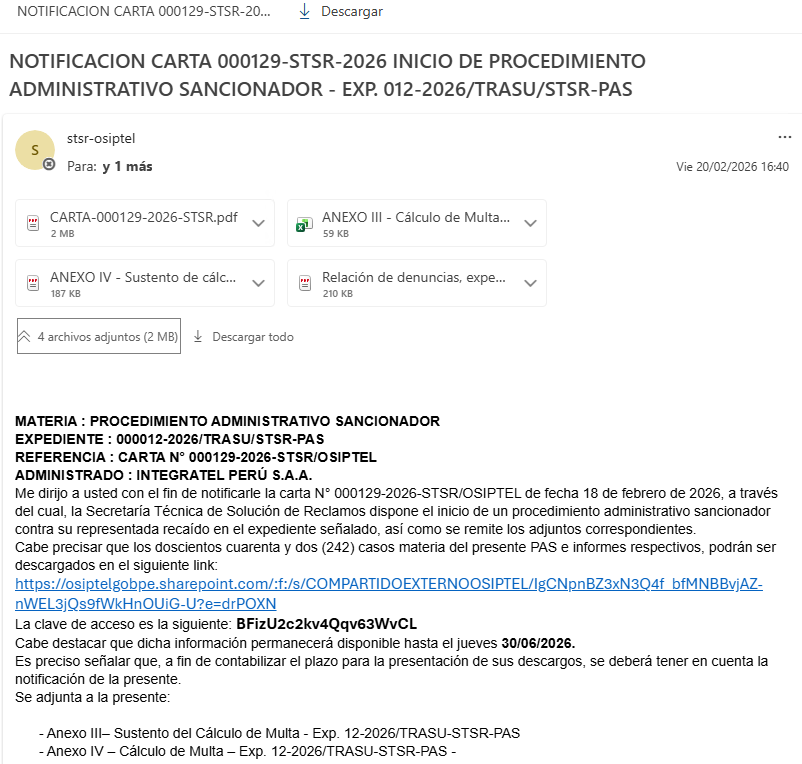 NOTIFICACION CARTA 000129-STSR-20... Descargar
NOTIFICACION CARTA 000129-STSR-2026 INICIO DE PROCEDIMIENTO
ADMINISTRATIVO SANCIONADOR - EXP. 012-2026/TRASU/STSR-PAS
S
stsr-osiptel
Para: y 1 más
Vie 20/02/2026 16:40
CARTA-000129-2026-STSR.pdf
2 MB
ANEXO III - Cálculo de Multa...
59 KB
ANEXO IV - Sustento de cálc...
187 KB
Relación de denuncias, expe...
210 KB
4 archivos adjuntos (2 MB) Descargar todo
MATERIA : PROCEDIMIENTO ADMINISTRATIVO SANCIONADOR
EXPEDIENTE : 000012-2026/TRASU/STSR-PAS
REFERENCIA : CARTA N° 000129-2026-STSR/OSIPTEL
ADMINISTRADO : INTEGRATEL PERÚ S.A.A.
Me dirijo a usted con el fin de notificarle la carta N° 000129-2026-STSR/OSIPTEL de fecha 18 de febrero de 2026, a través
del cual, la Secretaría Técnica de Solución de Reclamos dispone el inicio de un procedimiento administrativo sancionador
contra su representada recaído en el expediente señalado, así como se remite los adjuntos correspondientes.
Cabe precisar que los doscientos cuarenta y dos (242) casos materia del presente PAS e informes respectivos, podrán ser
descargados en el siguiente link:
https://osiptelgobpe.sharepoint.com/:f:/s/COMPARTIDOEXTERNOOSIPTEL/IgCNpnBZ3xN3Q4f_bfMNBBvjAZ-
nWEL3jQs9fWkHnOUiG-U?e=drPOXN
La clave de acceso es la siguiente: BFizU2c2kv4Qqv63WvCL
Cabe destacar que dicha información permanecerá disponible hasta el jueves 30/06/2026.
Es preciso señalar que, a fin de contabilizar el plazo para la presentación de sus descargos, se deberá tener en cuenta la
notificación de la presente.
Se adjunta a la presente:
- Anexo III– Sustento del Cálculo de Multa - Exp. 12-2026/TRASU-STSR-PAS
- Anexo IV – Cálculo de Multa – Exp. 12-2026/TRASU-STSR-PAS -